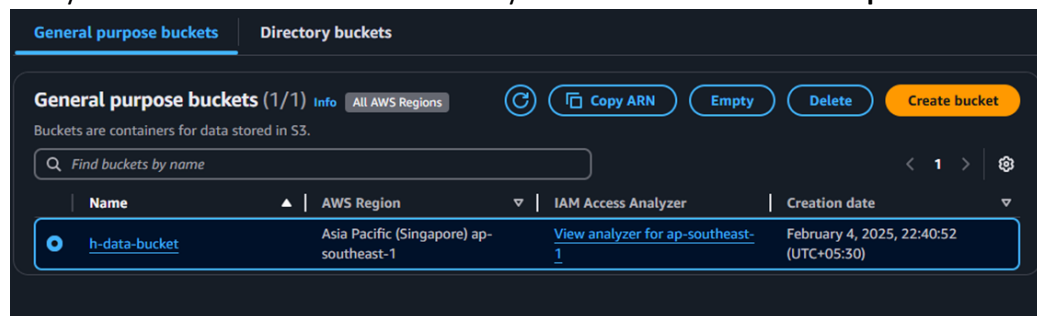 General purpose buckets Directory buckets
General purpose buckets (1/1) Info All AWS Regions Copy ARN Empty Delete Create bucket
Buckets are containers for data stored in S3.
Find buckets by name 1
Name AWS Region IAM Access Analyzer Creation date
h-data-bucket Asia Pacific (Singapore) ap- View analyzer for ap-southeast- February 4, 2025, 22:40:52
southeast-1 1 (UTC+05:30)